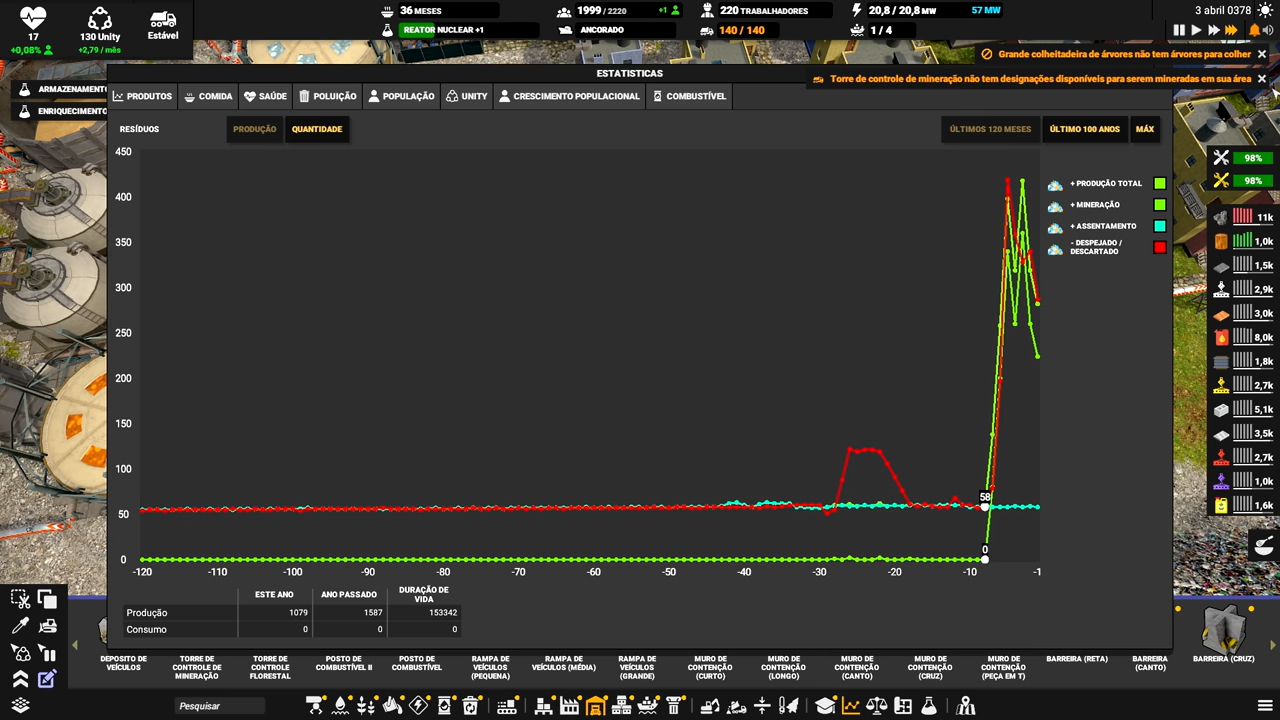 17
+0,08%
130 Unity
+2,79 / mês
Estável
36 MESES
REATOR NUCLEAR +1
1999 / 2220 +1
ANCORADO
220 TRABALHADORES
140 / 140
20,8 / 20,8 MW 57 MW
1 / 4
3 abril 0378
Grande colheitadeira de árvores não tem árvores para colher
Torre de controle de mineração não tem designações disponíveis para serem mineradas em sua área
ARMAZENAMENTO
ENRIQUECIMENTO
ESTATISTICAS
PRODUTOS
COMIDA
SAÚDE
POLUIÇÃO
POPULAÇÃO
UNITY
CRESCIMENTO POPULACIONAL
COMBUSTÍVEL
RESÍDUOS
PRODUÇÃO
QUANTIDADE
ÚLTIMOS 120 MESES
ÚLTIMO 100 ANOS
MÁX
450
400
350
300
250
200
150
100
50
0
58
0
-120 -110 -100 -90 -80 -70 -60 -50 -40 -30 -20 -10 -1
+ PRODUÇÃO TOTAL
+ MINERAÇÃO
+ ASSENTAMENTO
- DESPEJADO /
DESCARTADO
98%
98%
11k
1,0k
1,5k
2,9k
3,0k
8,0k
1,8k
2,7k
5,1k
3,5k
2,7k
1,0k
1,6k
ESTE ANO
ANO PASSADO
DURAÇÃO DE
VIDA
Produção 1079 1587 153342
Consumo 0 0 0
DEPÓSITO DE
VEÍCULOS
TORRE DE
CONTROLE DE
MINERAÇÃO
TORRE DE
CONTROLE
FLORESTAL
POSTO DE
COMBUSTÍVEL II
POSTO DE
COMBUSTÍVEL
RAMPA DE
VEÍCULOS
(PEQUENA)
RAMPA DE
VEÍCULOS (MÉDIA)
RAMPA DE
VEÍCULOS
(GRANDE)
MURO DE
CONTENÇÃO
(CURTO)
MURO DE
CONTENÇÃO
(LONGO)
MURO DE
CONTENÇÃO
(CANTO)
MURO DE
CONTENÇÃO
(CRUZ)
MURO DE
CONTENÇÃO
(PEÇA EM T)
BARREIRA (RETA)
BARREIRA
(CANTO)
BARREIRA (CRUZ)
Pesquisar